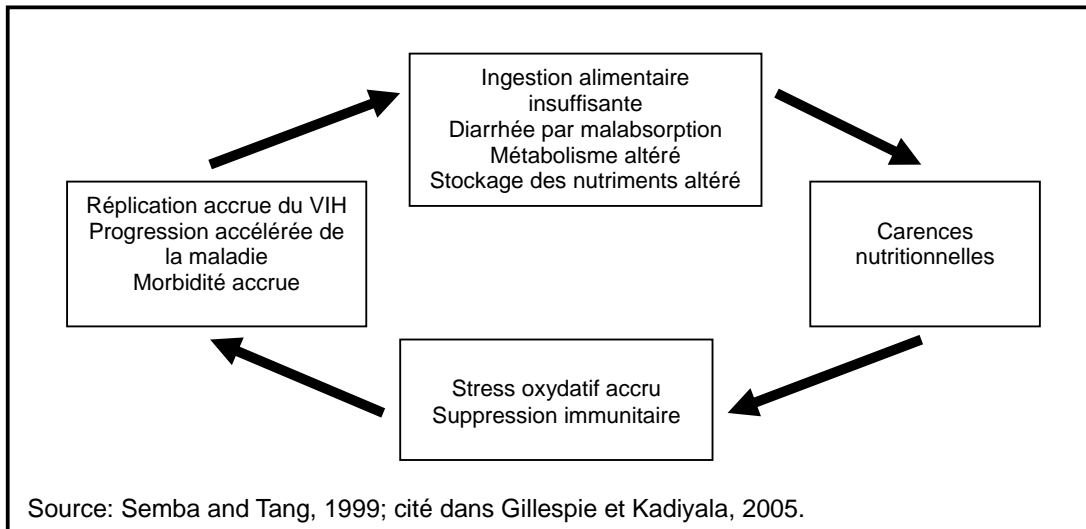 Ingestion alimentaire
insuffisante
Diarrhée par malabsorption
Métabolisme altéré
Stockage des nutriments altéré
Réplication accrue du VIH
Progression accélérée de
la maladie
Morbidité accrue
Carences
nutritionnelles
Stress oxydatif accru
Suppression immunitaire
Source: Semba and Tang, 1999; cité dans Gillespie et Kadiyala, 2005.